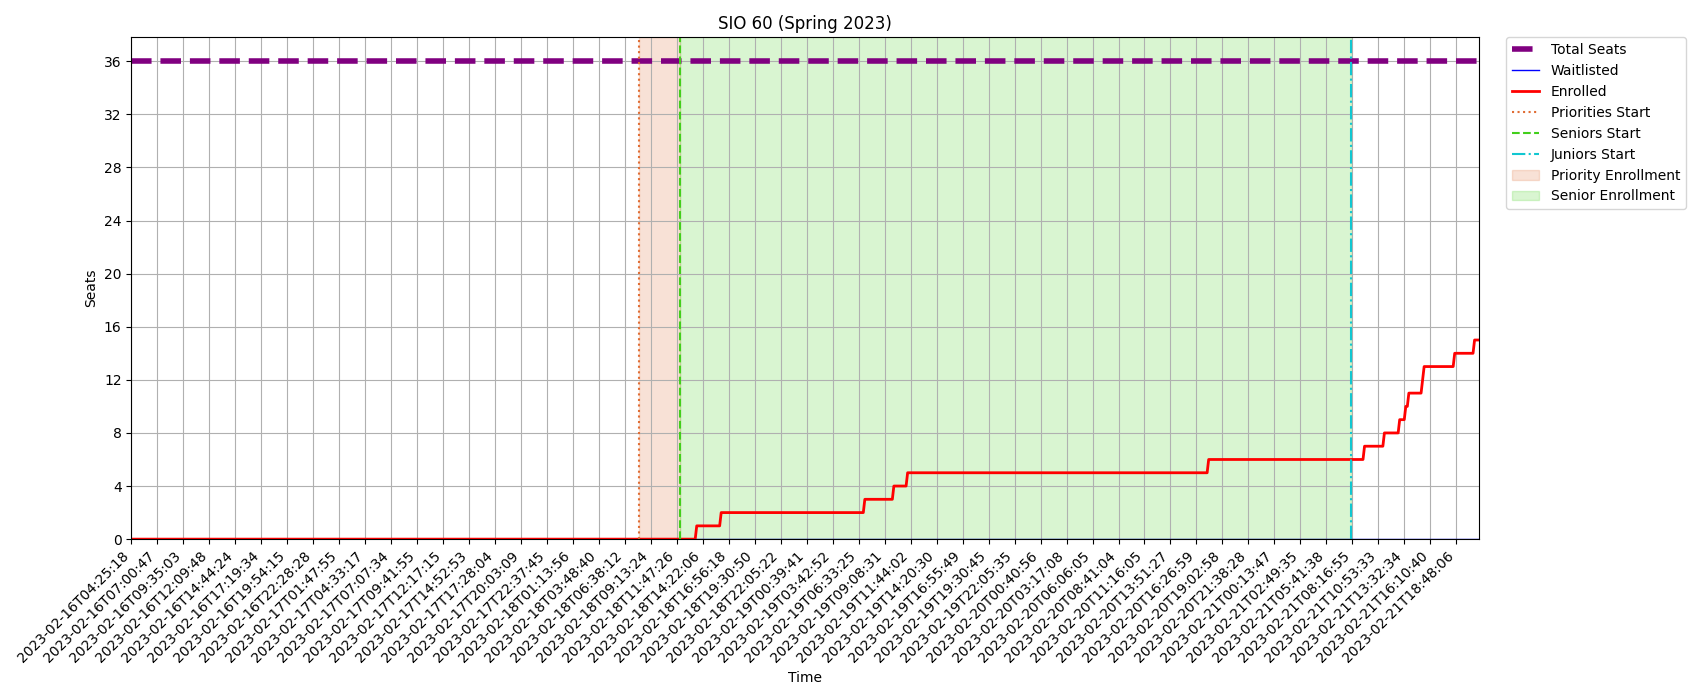 SIO 60 (Spring 2023)
Total Seats
Waitlisted
Enrolled
Priorities Start
Seniors Start
Juniors Start
Priority Enrollment
Senior Enrollment
Seats
36
32
28
24
20
16
12
8
4
0
2023-02-16T04:25:18
2023-02-16T07:00:47
2023-02-16T09:35:03
2023-02-16T12:09:48
2023-02-16T14:44:24
2023-02-16T17:19:34
2023-02-16T19:54:15
2023-02-16T22:28:28
2023-02-17T01:47:55
2023-02-17T04:33:17
2023-02-17T07:07:34
2023-02-17T09:41:55
2023-02-17T12:17:15
2023-02-17T14:52:53
2023-02-17T17:28:04
2023-02-17T20:03:09
2023-02-17T22:37:45
2023-02-18T01:13:56
2023-02-18T03:48:40
2023-02-18T06:38:12
2023-02-18T09:13:24
2023-02-18T11:47:26
2023-02-18T14:22:06
2023-02-18T16:56:18
2023-02-18T19:30:50
2023-02-18T22:05:22
2023-02-19T00:39:41
2023-02-19T03:42:52
2023-02-19T06:33:25
2023-02-19T09:08:31
2023-02-19T11:44:02
2023-02-19T14:20:30
2023-02-19T16:55:49
2023-02-19T19:30:45
2023-02-19T22:05:35
2023-02-20T00:40:56
2023-02-20T03:17:08
2023-02-20T06:06:05
2023-02-20T08:41:04
2023-02-20T11:16:05
2023-02-20T13:51:27
2023-02-20T16:26:59
2023-02-20T19:02:58
2023-02-20T21:38:28
2023-02-21T00:13:47
2023-02-21T02:49:35
2023-02-21T05:41:38
2023-02-21T08:16:55
2023-02-21T10:53:33
2023-02-21T13:32:34
2023-02-21T16:10:40
2023-02-21T18:48:06
Time